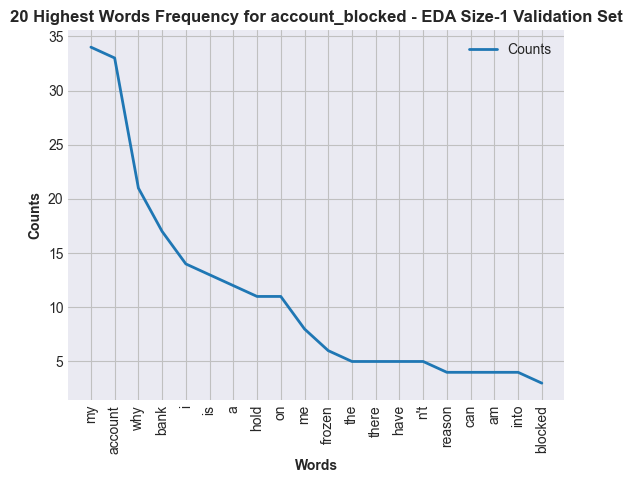 20 Highest Words Frequency for account_blocked - EDA Size-1 Validation Set
Counts
35
30
25
20
15
10
5
Counts
my
account
why
bank
i
is
a
hold
on
me
frozen
the
there
have
n't
reason
can
am
into
blocked
Words